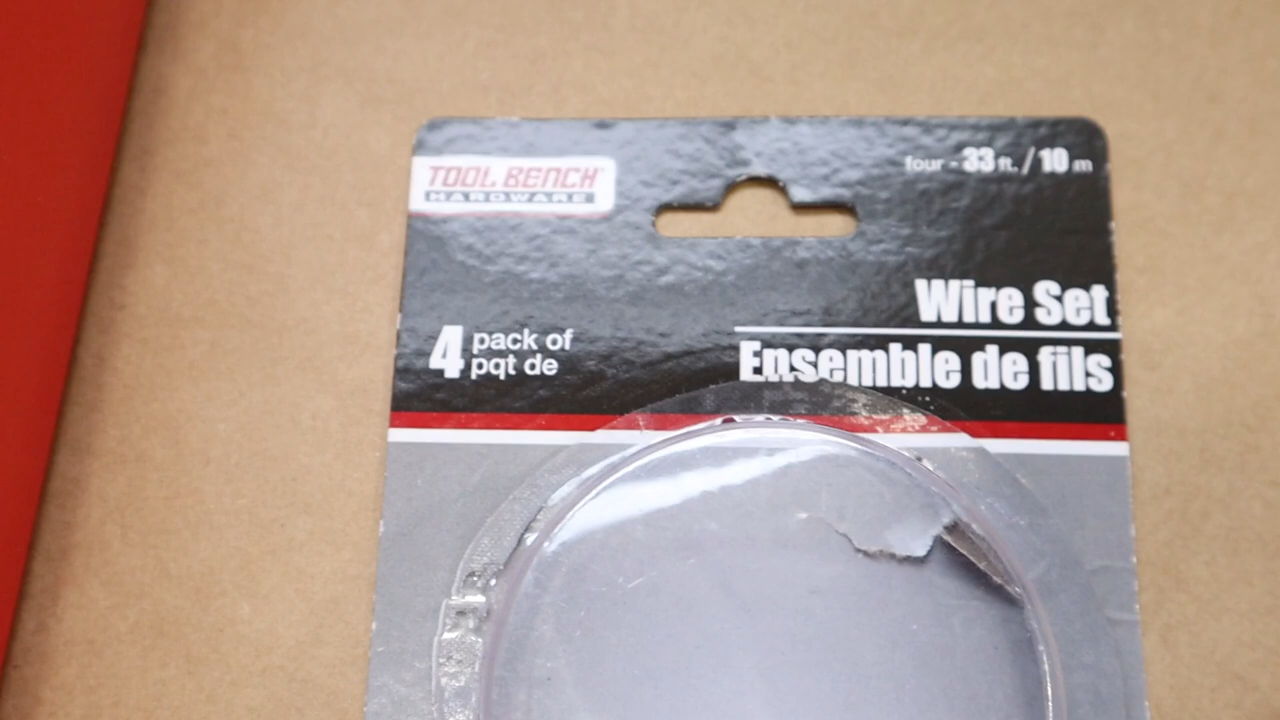 TOOL BENCH
HARDWARE
four - 33 ft. / 10 m
Wire Set
Ensemble de fils
4 pack of
pqt de